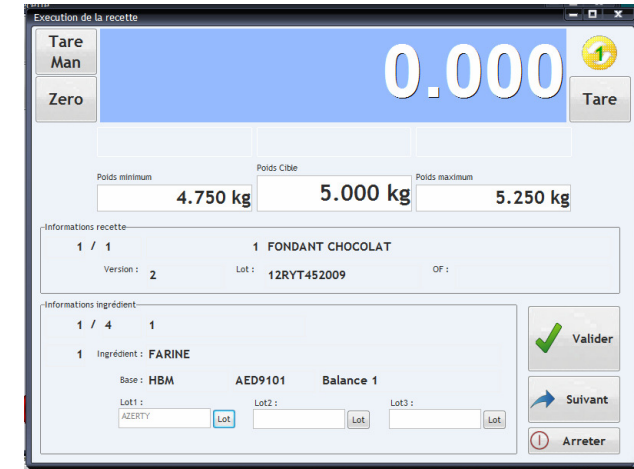 Execution de la recette
Tare
Man
0.000
1
Zero
Tare
Poids minimum
Poids Cible
Poids maximum
4.750 kg
5.000 kg
5.250 kg
Informations recette
1 / 1 1 FONDANT CHOCOLAT
Version : 2 Lot : 12RYT452009 OF :
Informations ingrédient
1 / 4 1
Valider
1 Ingrédient : FARINE
Base : HBM AED9101 Balance 1
Suivant
Lot1 : Lot2 : Lot3 :
AZERTY Lot Lot Lot
Arreter